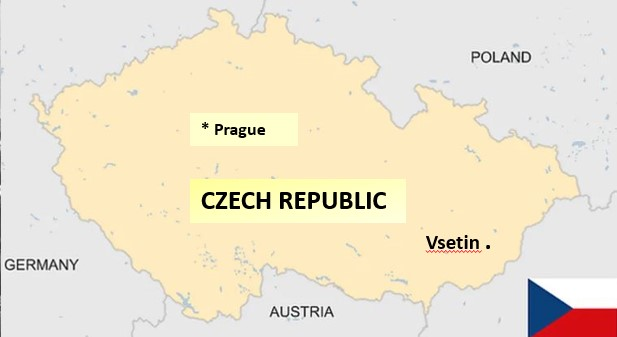 POLAND
* Prague
CZECH REPUBLIC
Vsetin .
GERMANY
AUSTRIA